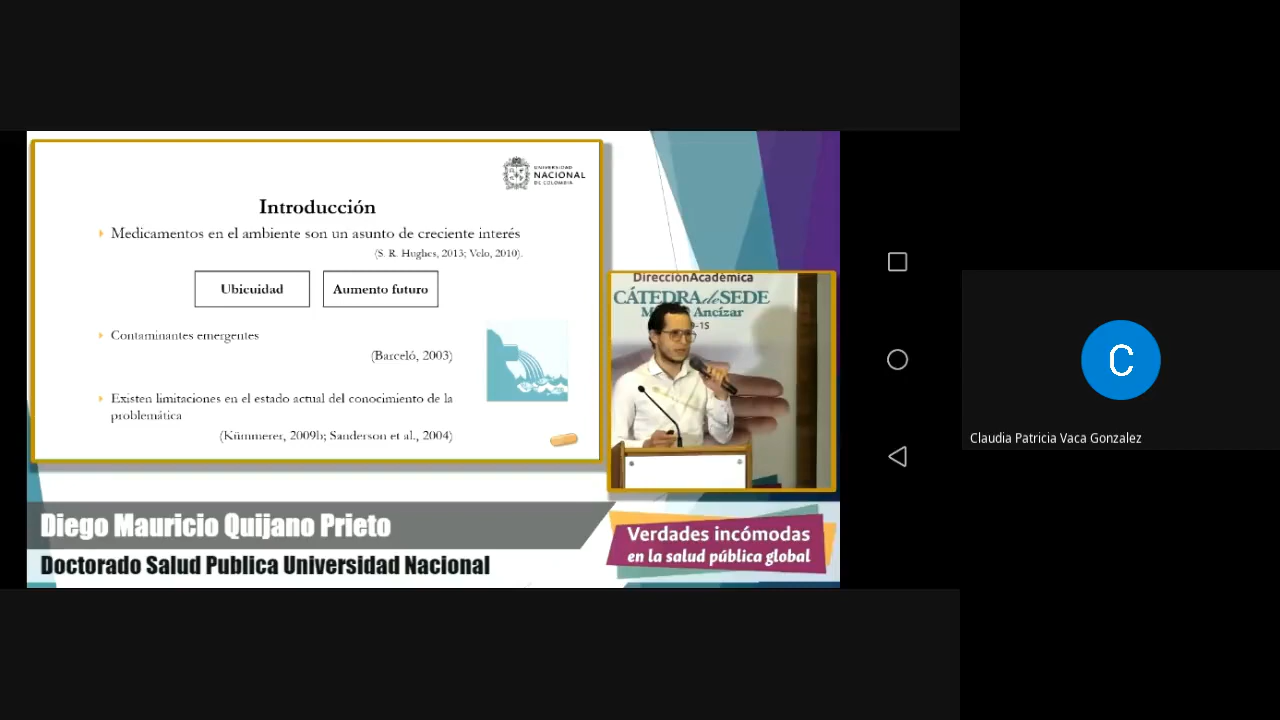 UNIVERSIDAD
NACIONAL
DE COLOMBIA
Introducción
Medicamentos en el ambiente son un asunto de creciente interés
(S. R. Hughes, 2013; Velo, 2010).
Ubicuidad
Aumento futuro
Contaminantes emergentes
(Barceló, 2003)
Existen limitaciones en el estado actual del conocimiento de la
problemática
(Kümmerer, 2009b; Sanderson et al., 2004)
DirecciónAcadémica
CÁTEDRA de SEDE
Ancízar
9-1S
Diego Mauricio Quijano Prieto
Doctorado Salud Publica Universidad Nacional
Verdades incómodas
en la salud pública global
C
Claudia Patricia Vaca Gonzalez